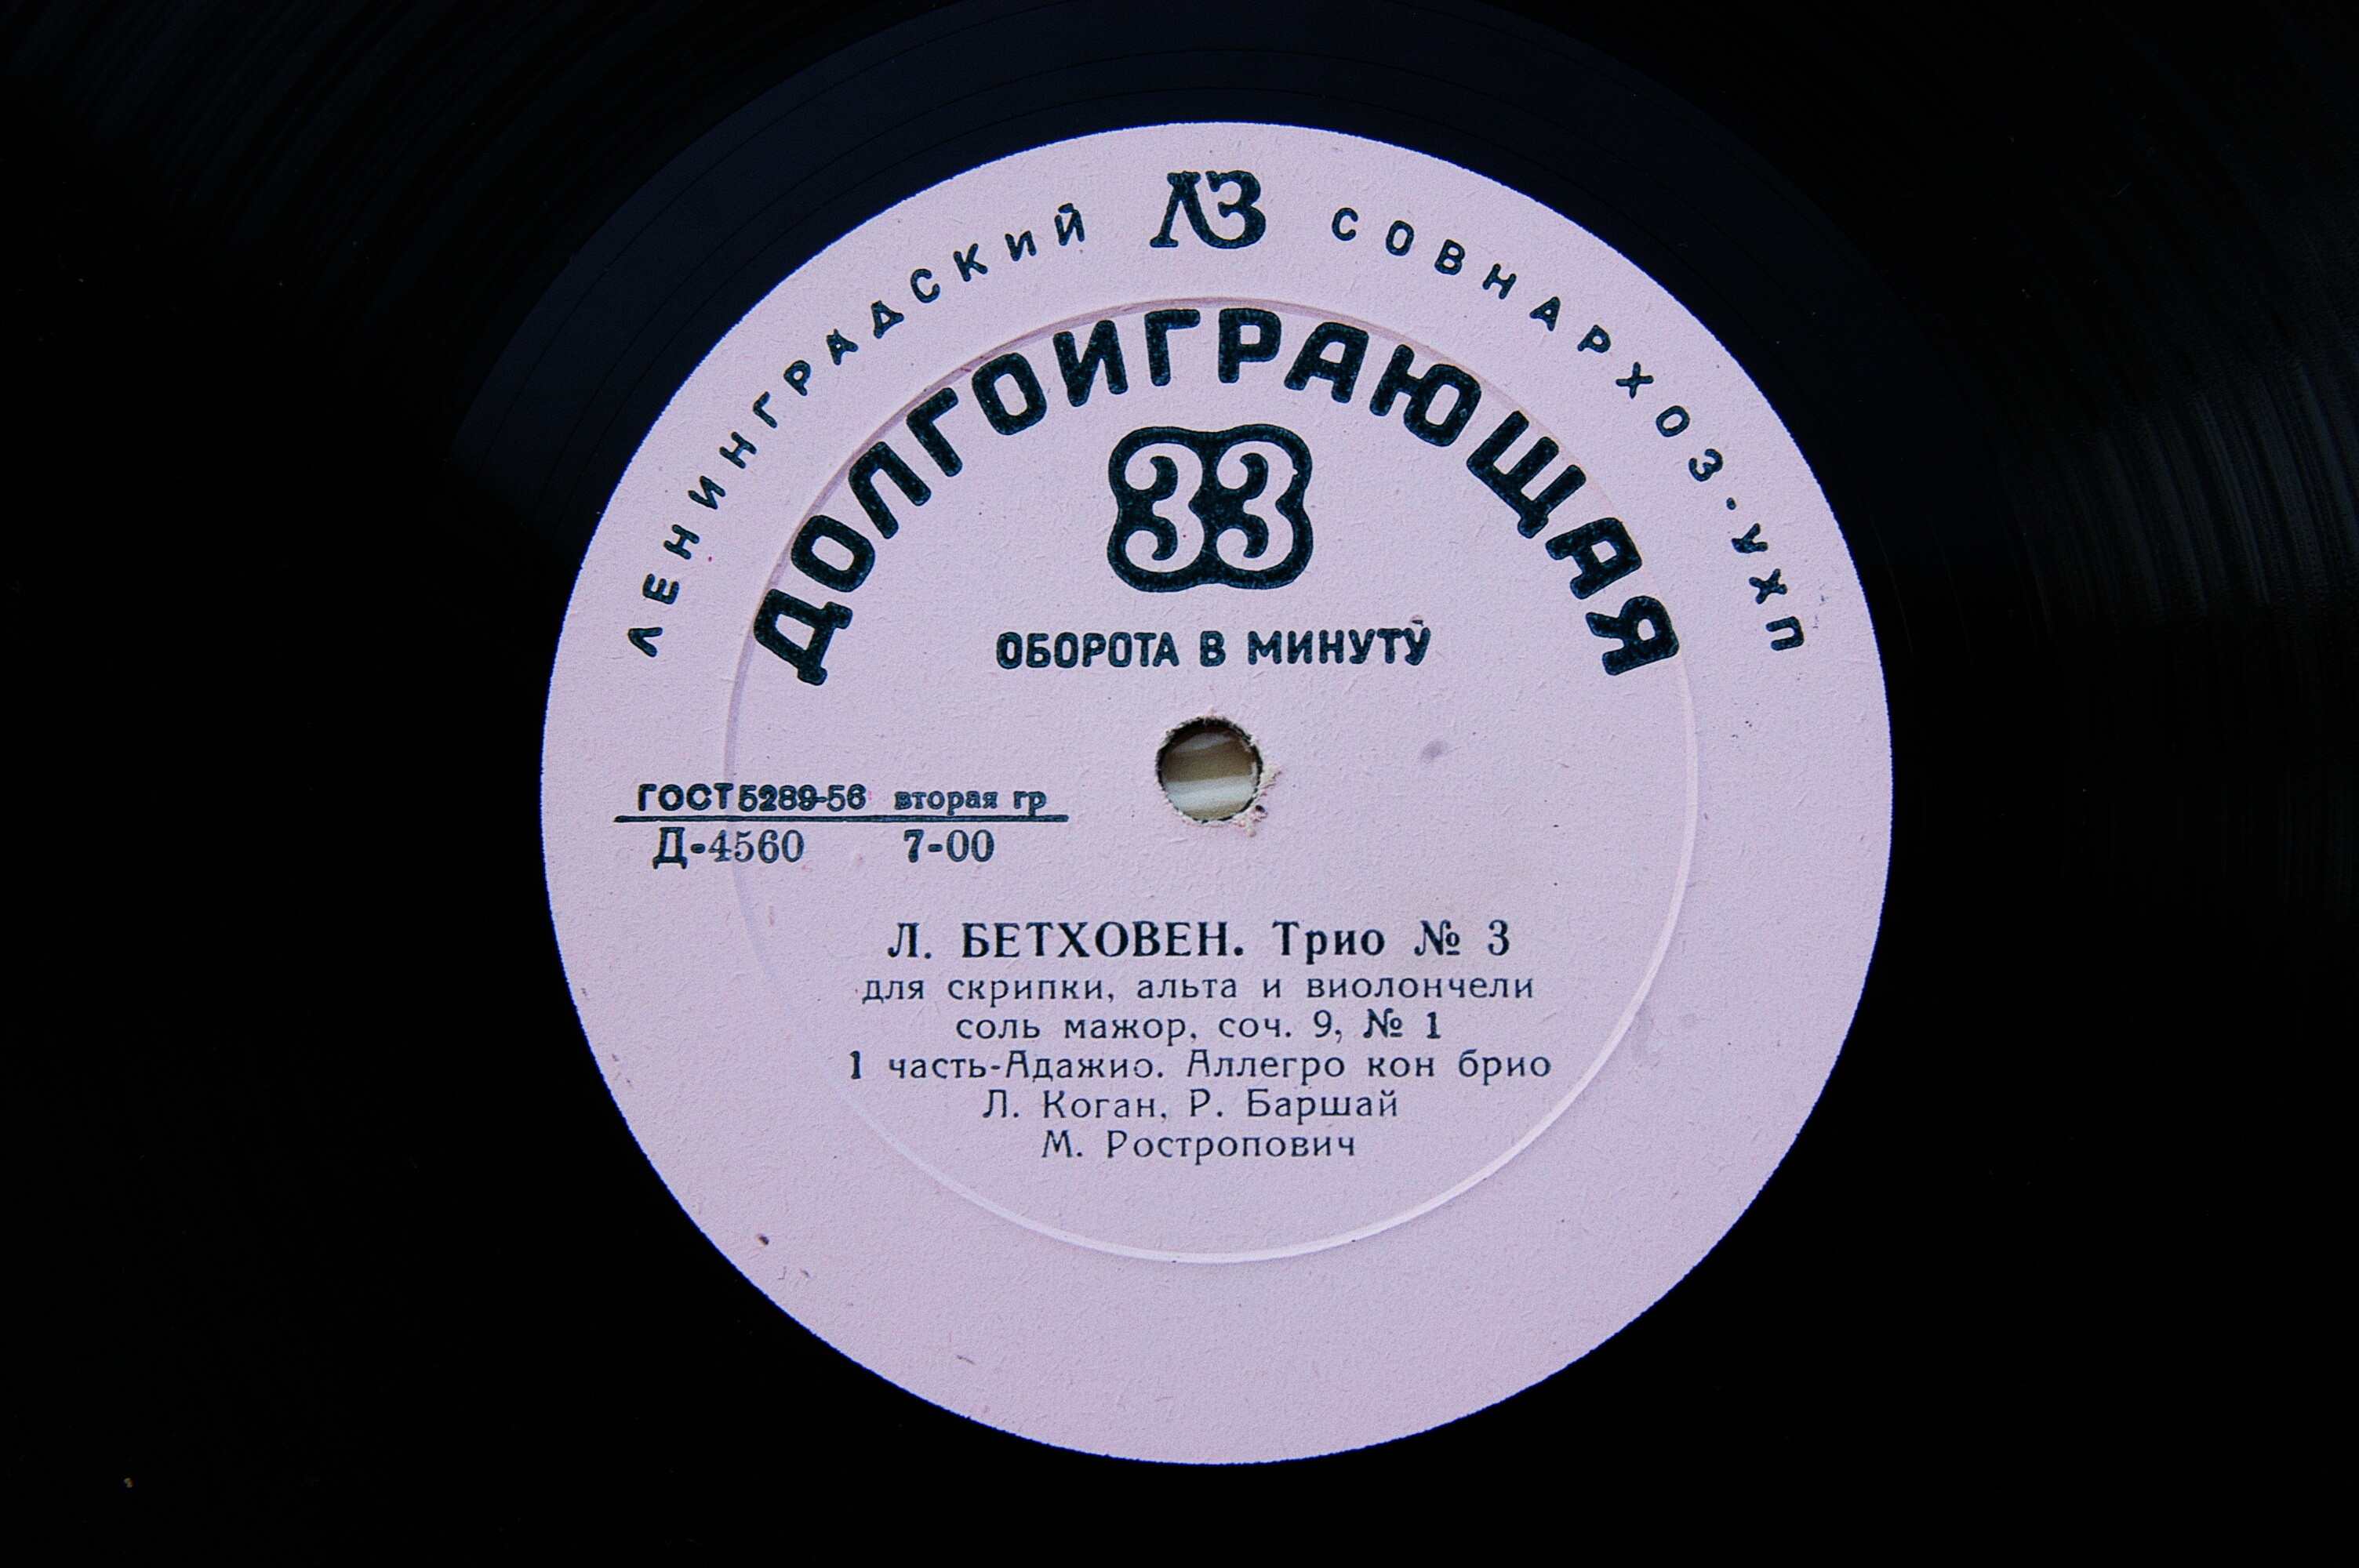 ЛЕНИНГРАДСКИЙ ЛЗ СОВНАРХОЗ-УХП
ДОЛГОИГРАЮЩАЯ
33
ОБОРОТА В МИНУТУ
ГОСТ 5289-56 вторая гр
Д-4560 7-00
Л. БЕТХОВЕН. Трио № 3
для скрипки, альта и виолончели
соль мажор, соч. 9, № 1
1 часть-Адажио. Аллегро кон брио
Л. Коган, Р. Баршай
М. Ростропович